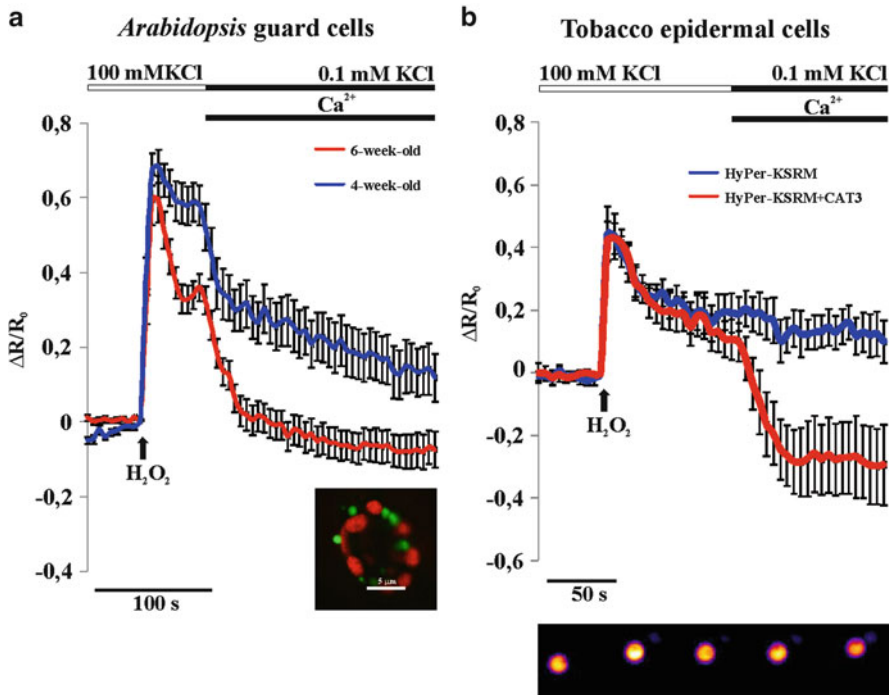 a
Arabidopsis guard cells
100 mMKCl 0.1 mM KCl
Ca²⁺
0,8
0,6
0,4
0,2
0
-0,2
-0,4
ΔR/R₀
6-week-old
4-week-old
H₂O₂
5 µm
100 s
b
Tobacco epidermal cells
100 mM KCl 0.1 mM KCl
Ca²⁺
0,8
0,6
0,4
0,2
0
-0,2
-0,4
-0,6
ΔR/R₀
HyPer-KSRM
HyPer-KSRM+CAT3
H₂O₂
50 s